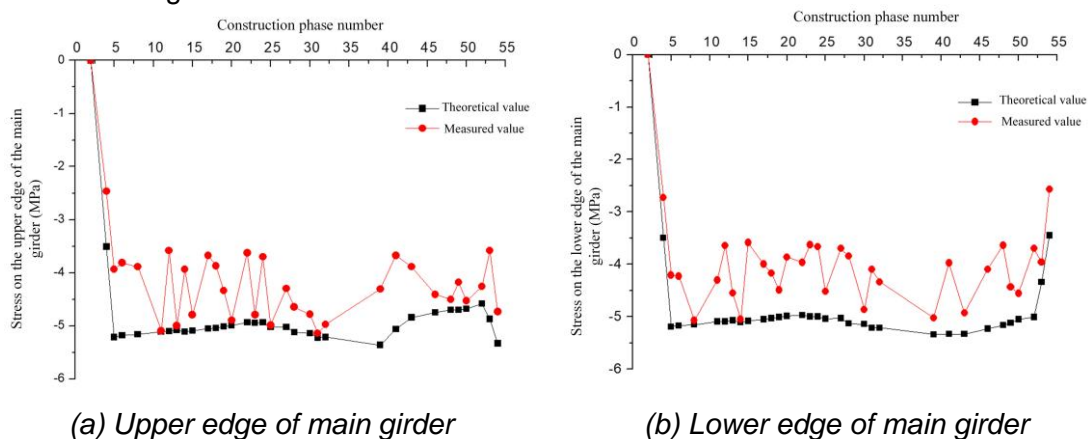 Construction phase number
0 5 10 15 20 25 30 35 40 45 50 55
0
-1
-2
-3
-4
-5
-6
Stress on the upper edge of the main
girder (MPa)
Theoretical value
Measured value
(a) Upper edge of main girder
Construction phase number
0 5 10 15 20 25 30 35 40 45 50 55
0
-1
-2
-3
-4
-5
-6
Stress on the lower edge of the main
girder (MPa)
Theoretical value
Measured value
(b) Lower edge of main girder